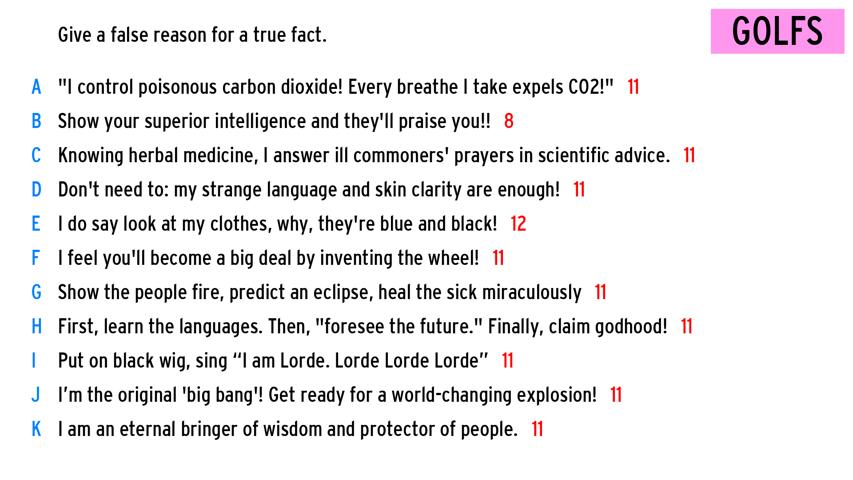 Give a false reason for a true fact.
GOLFS
A "I control poisonous carbon dioxide! Every breathe I take expels CO2!" 11
B Show your superior intelligence and they'll praise you!! 8
C Knowing herbal medicine, I answer ill commoners' prayers in scientific advice. 11
D Don't need to: my strange language and skin clarity are enough! 11
E I do say look at my clothes, why, they're blue and black! 12
F I feel you'll become a big deal by inventing the wheel! 11
G Show the people fire, predict an eclipse, heal the sick miraculously 11
H First, learn the languages. Then, "foresee the future." Finally, claim godhood! 11
I Put on black wig, sing “I am Lorde. Lorde Lorde Lorde” 11
J I’m the original 'big bang'! Get ready for a world-changing explosion! 11
K I am an eternal bringer of wisdom and protector of people. 11